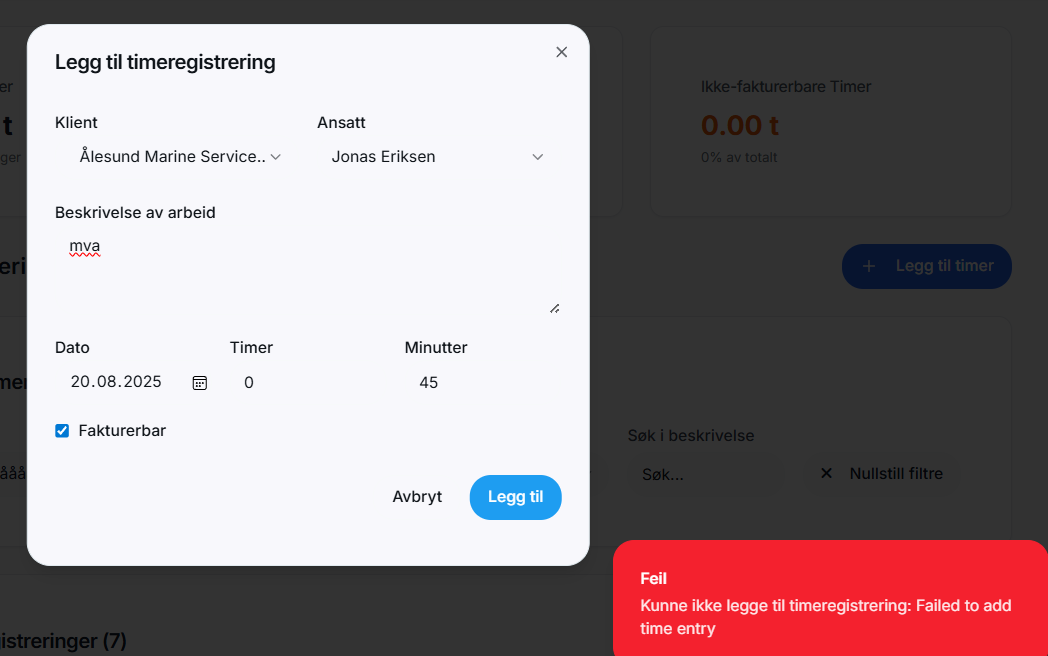 Legg til timeregistrering
Klient
Ansatt
Ålesund Marine Service..
Jonas Eriksen
Beskrivelse av arbeid
mva
Dato
Timer
Minutter
20.08.2025
0
45
Fakturerbar
Avbryt
Legg til
er
t
ger
Ikke-fakturerbare Timer
0.00 t
0% av totalt
eri
+ Legg til timer
mer
ååå
Søk i beskrivelse
Søk...
Nullstill filtre
istreringer (7)
Feil
Kunne ikke legge til timeregistrering: Failed to add
time entry